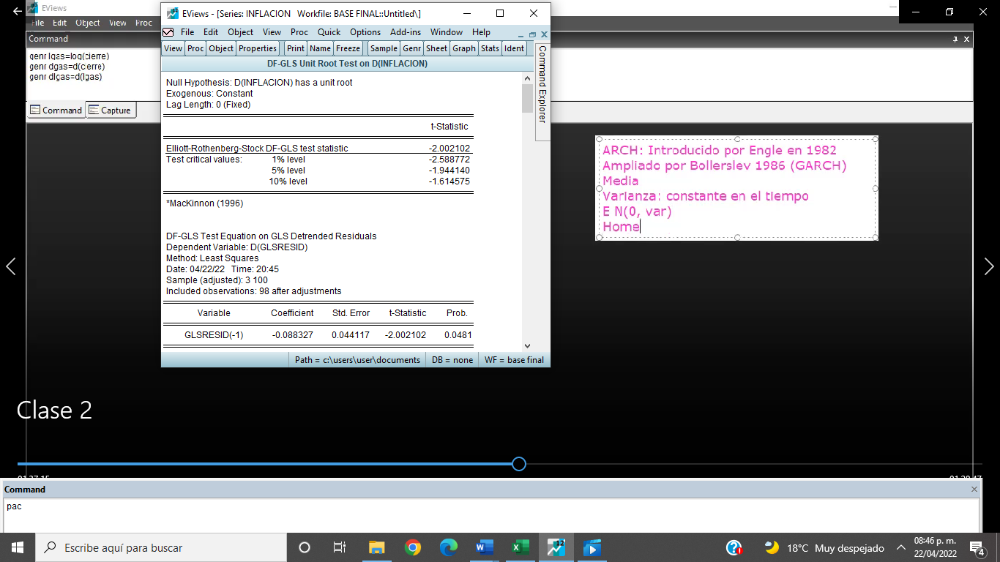 EViews
File Edit Object View Proc
Command
genr lgas=log(cierre)
genr dgas=d(cierre)
genr dlgas=d(lgas)
Command Capture
EViews - [Series: INFLACION Workfile: BASE FINAL::Untitled\]
File Edit Object View Proc Quick Options Add-ins Window Help
View Proc Object Properties Print Name Freeze Sample Genr Sheet Graph Stats Ident
Command Explorer
DF-GLS Unit Root Test on D(INFLACION)
Null Hypothesis: D(INFLACION) has a unit root
Exogenous: Constant
Lag Length: 0 (Fixed)
t-Statistic
Elliott-Rothenberg-Stock DF-GLS test statistic -2.002102
Test critical values: 1% level -2.588772
5% level -1.944140
10% level -1.614575
*MacKinnon (1996)
DF-GLS Test Equation on GLS Detrended Residuals
Dependent Variable: D(GLSRESID)
Method: Least Squares
Date: 04/22/22 Time: 20:45
Sample (adjusted): 3 100
Included observations: 98 after adjustments
Variable Coefficient Std. Error t-Statistic Prob.
GLSRESID(-1) -0.088327 0.044117 -2.002102 0.0481
Path = c:\users\user\documents DB = none WF = base final
ARCH: Introducido por Engle en 1982
Ampliado por Bollerslev 1986 (GARCH)
Media
Varianza: constante en el tiempo
E N(0, var)
Home
Clase 2
Command
pac
Escribe aquí para buscar
12
18°C Muy despejado
08:46 p. m.
22/04/2022
4